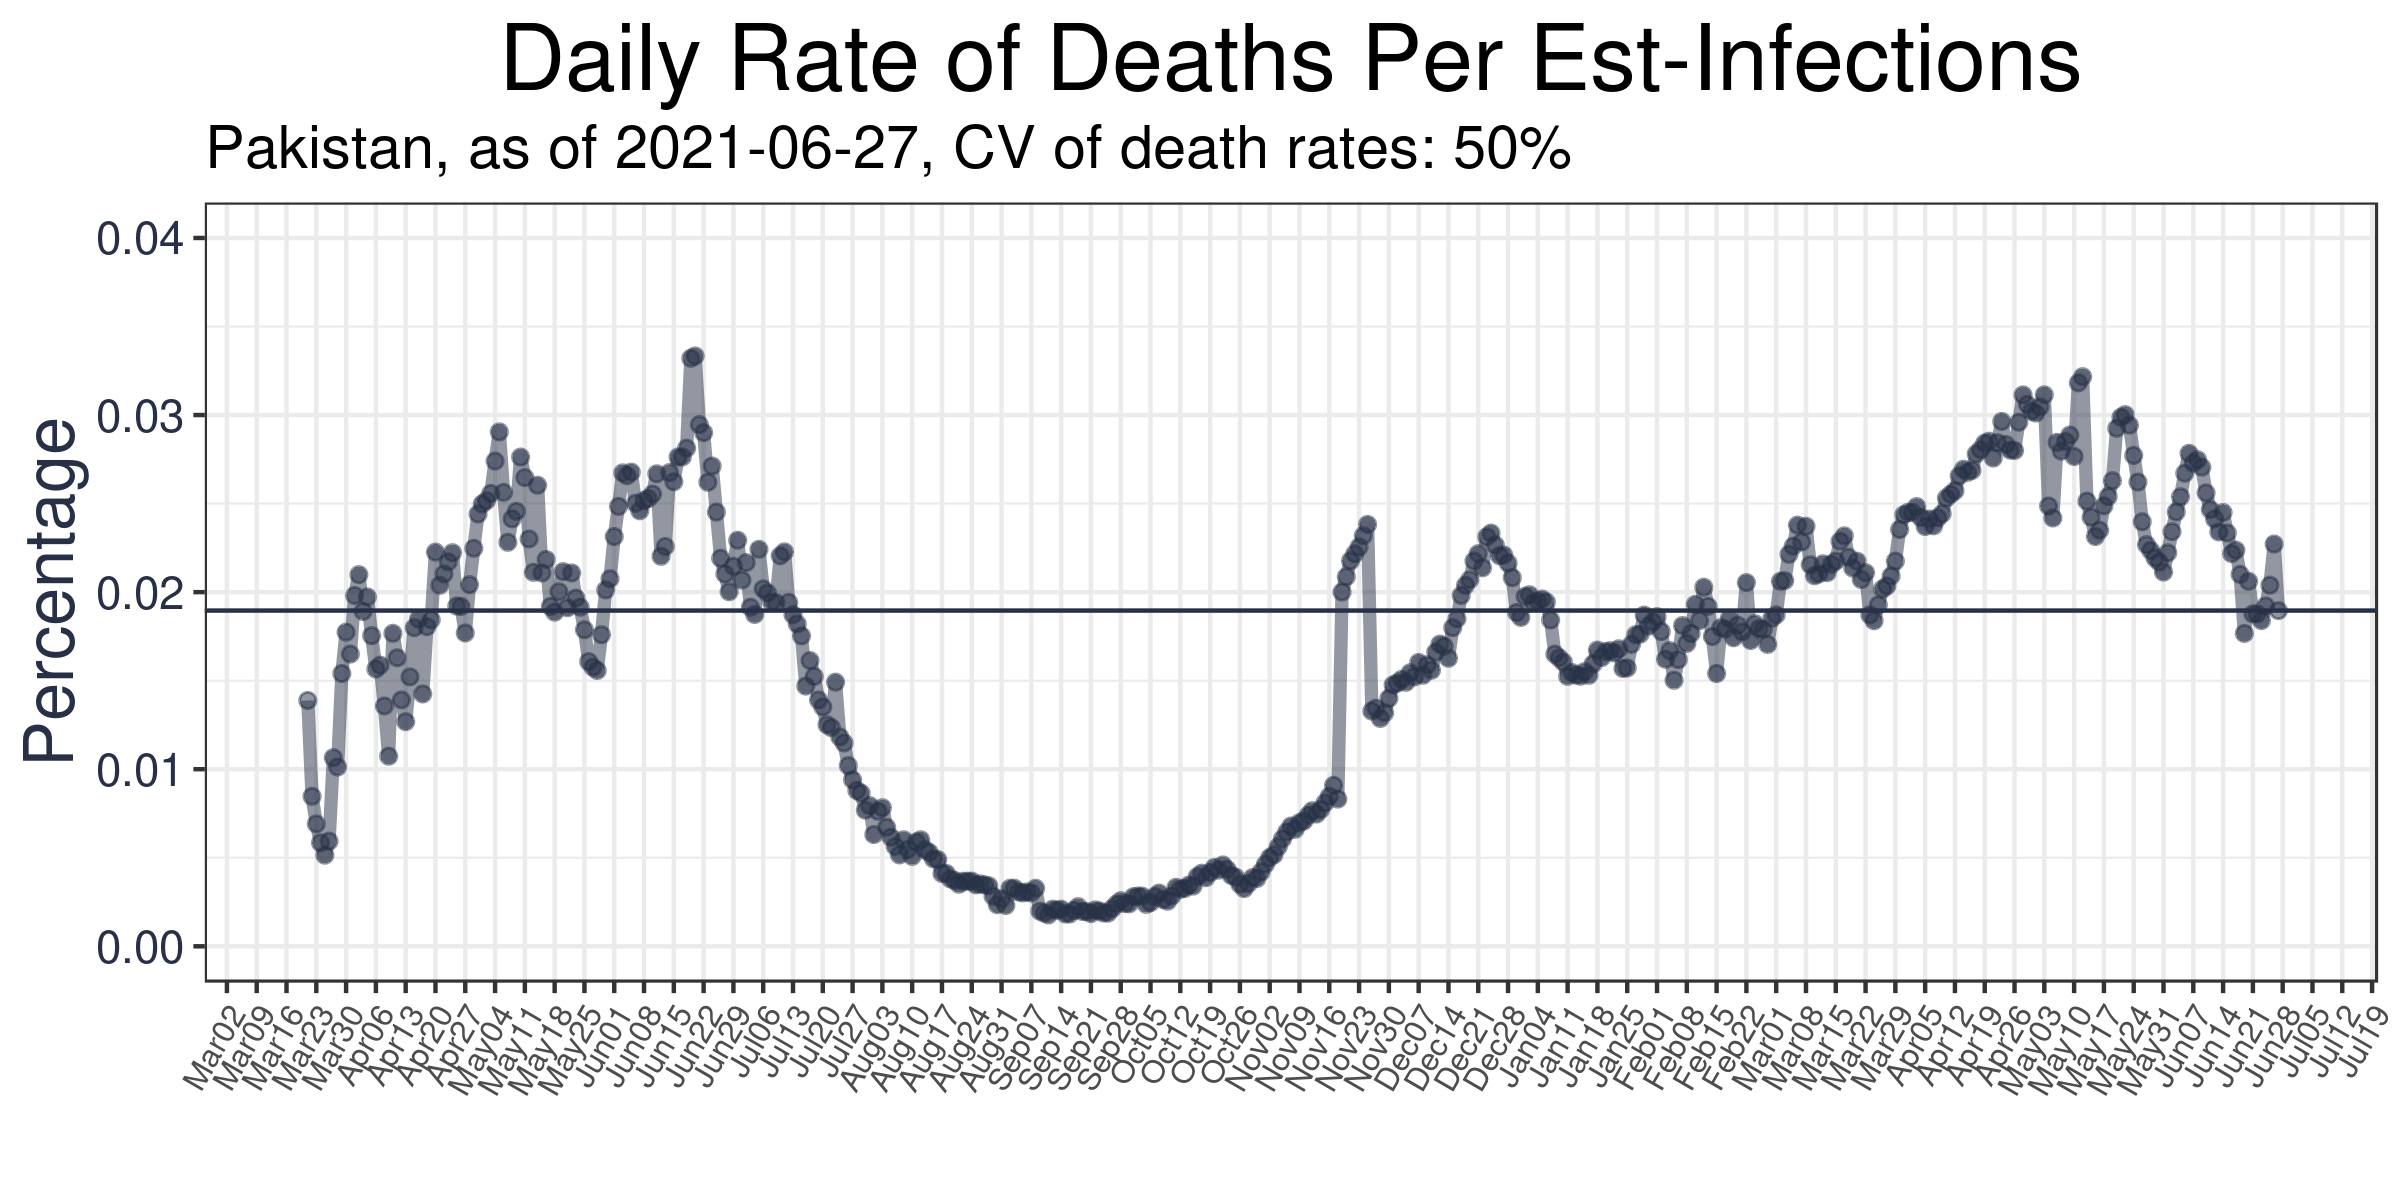 Daily Rate of Deaths Per Est-Infections
Pakistan, as of 2021-06-27, CV of death rates: 50%
Percentage
0.04
0.03
0.02
0.01
0.00
Mar02
Mar09
Mar16
Mar23
Mar30
Apr06
Apr13
Apr20
Apr27
May04
May11
May18
May25
Jun01
Jun08
Jun15
Jun22
Jun29
Jul06
Jul13
Jul20
Jul27
Aug03
Aug10
Aug17
Aug24
Aug31
Sep07
Sep14
Sep21
Sep28
Oct05
Oct12
Oct19
Oct26
Nov02
Nov09
Nov16
Nov23
Nov30
Dec07
Dec14
Dec21
Dec28
Jan04
Jan11
Jan18
Jan25
Feb01
Feb08
Feb15
Feb22
Mar01
Mar08
Mar15
Mar22
Mar29
Apr05
Apr12
Apr19
Apr26
May03
May10
May17
May24
May31
Jun07
Jun14
Jun21
Jun28
Jul05
Jul12
Jul19